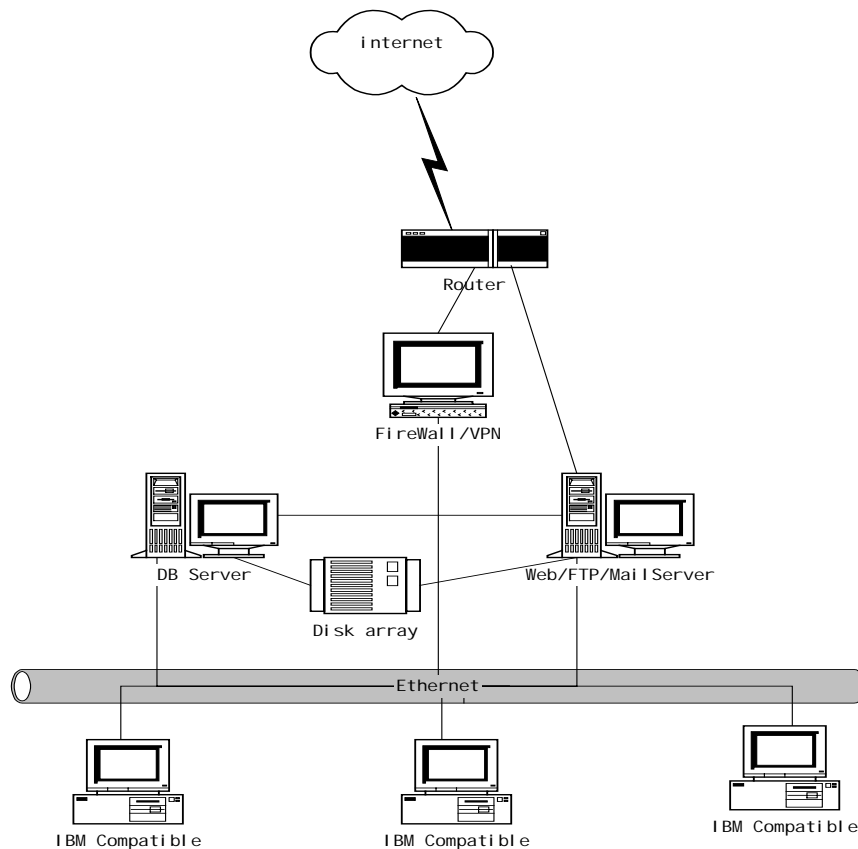 internet
Router
FireWall/VPN
DB Server
Web/FTP/MailServer
Disk array
Ethernet
IBM Compatible
IBM Compatible
IBM Compatible